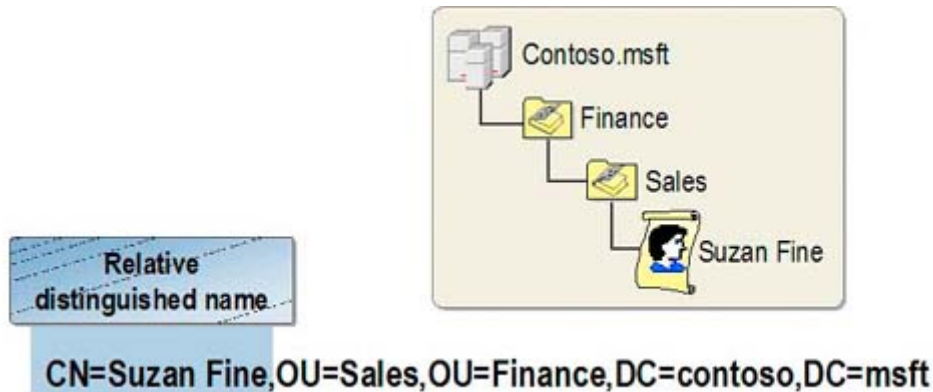 Contoso.msft
Finance
Sales
Suzan Fine
Relative
distinguished name
CN=Suzan Fine,OU=Sales,OU=Finance,DC=contoso,DC=msft